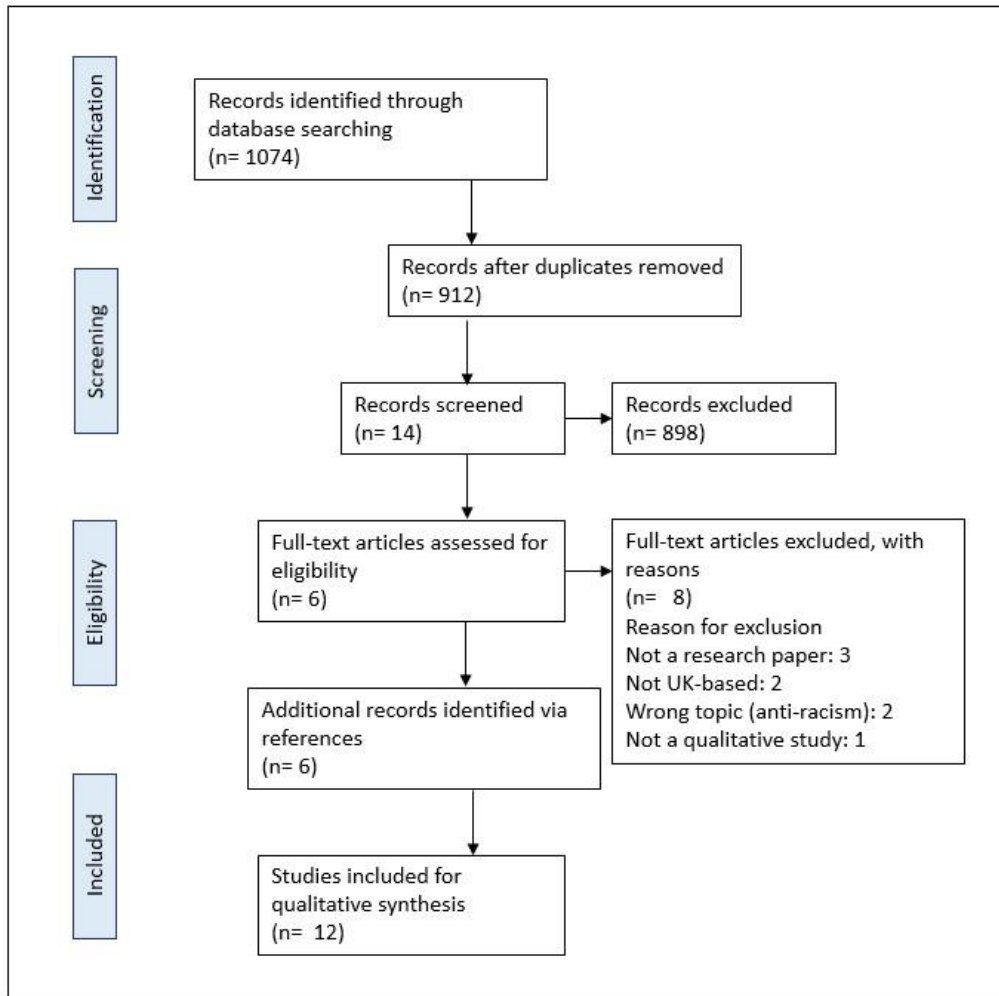 Identification
Records identified through
database searching
(n= 1074)
Records after duplicates removed
(n= 912)
Screening
Records screened
(n= 14)
Records excluded
(n= 898)
Eligibility
Full-text articles assessed for
eligibility
(n= 6)
Full-text articles excluded, with
reasons
(n= 8)
Reason for exclusion
Not a research paper: 3
Not UK-based: 2
Wrong topic (anti-racism): 2
Not a qualitative study: 1
Additional records identified via
references
(n= 6)
Included
Studies included for
qualitative synthesis
(n= 12)